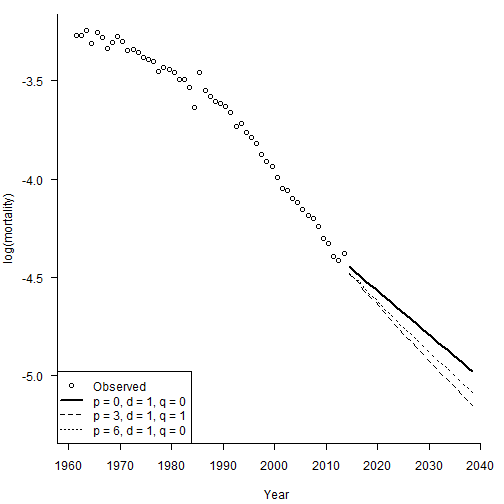 -3.5
-4.0
-4.5
-5.0
log(mortality)
Observed
p = 0, d = 1, q = 0
p = 3, d = 1, q = 1
p = 6, d = 1, q = 0
1960 1970 1980 1990 2000 2010 2020 2030 2040
Year